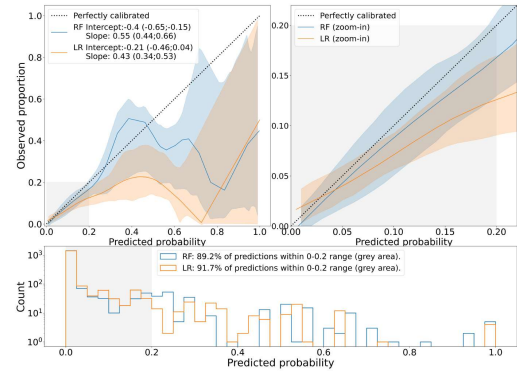 Perfectly calibrated
RF Intercept:-0.4 (-0.65;-0.15)
Slope: 0.55 (0.44;0.66)
LR Intercept:-0.21 (-0.46;0.04)
Slope: 0.43 (0.34;0.53)
Observed proportion
1.0
0.8
0.6
0.4
0.2
0.0
0.0 0.2 0.4 0.6 0.8 1.0
Predicted probability
Perfectly calibrated
RF (zoom-in)
LR (zoom-in)
0.20
0.15
0.10
0.05
0.00
0.00 0.05 0.10 0.15 0.20
Predicted probability
RF: 89.2% of predictions within 0-0.2 range (grey area).
LR: 91.7% of predictions within 0-0.2 range (grey area).
Count
10³
10²
10¹
10⁰
0.0 0.2 0.4 0.6 0.8 1.0
Predicted probability